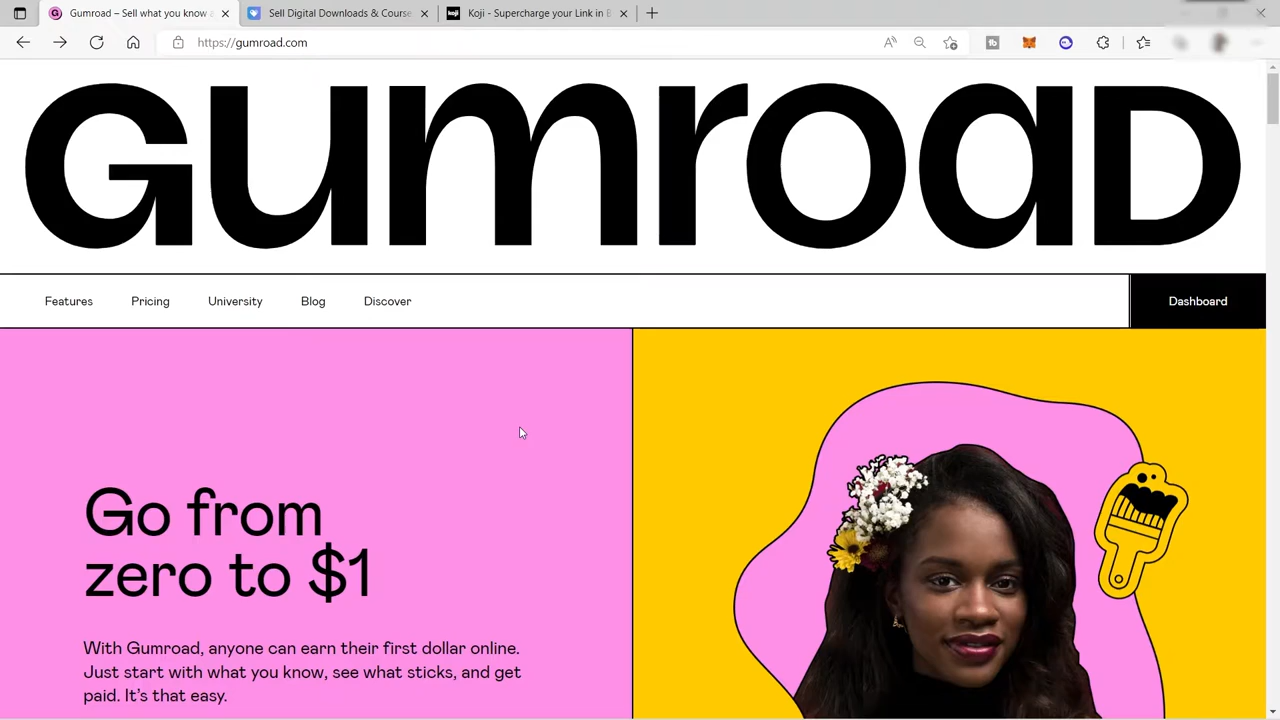 Gumroad – Sell what you know a
Sell Digital Downloads & Course
koji
Koji - Supercharge your Link in B
https://gumroad.com
GumroaD
Features
Pricing
University
Blog
Discover
Dashboard
Go from
zero to $1
With Gumroad, anyone can earn their first dollar online.
Just start with what you know, see what sticks, and get
paid. It's that easy.